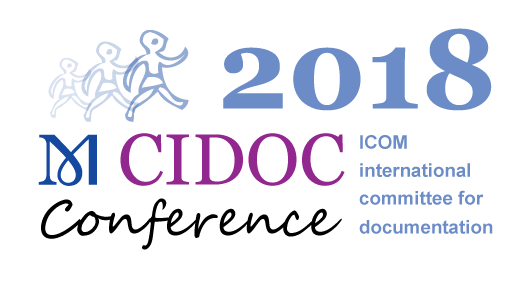 2018
M CIDOC
Conference
ICOM
international
committee for
documentation